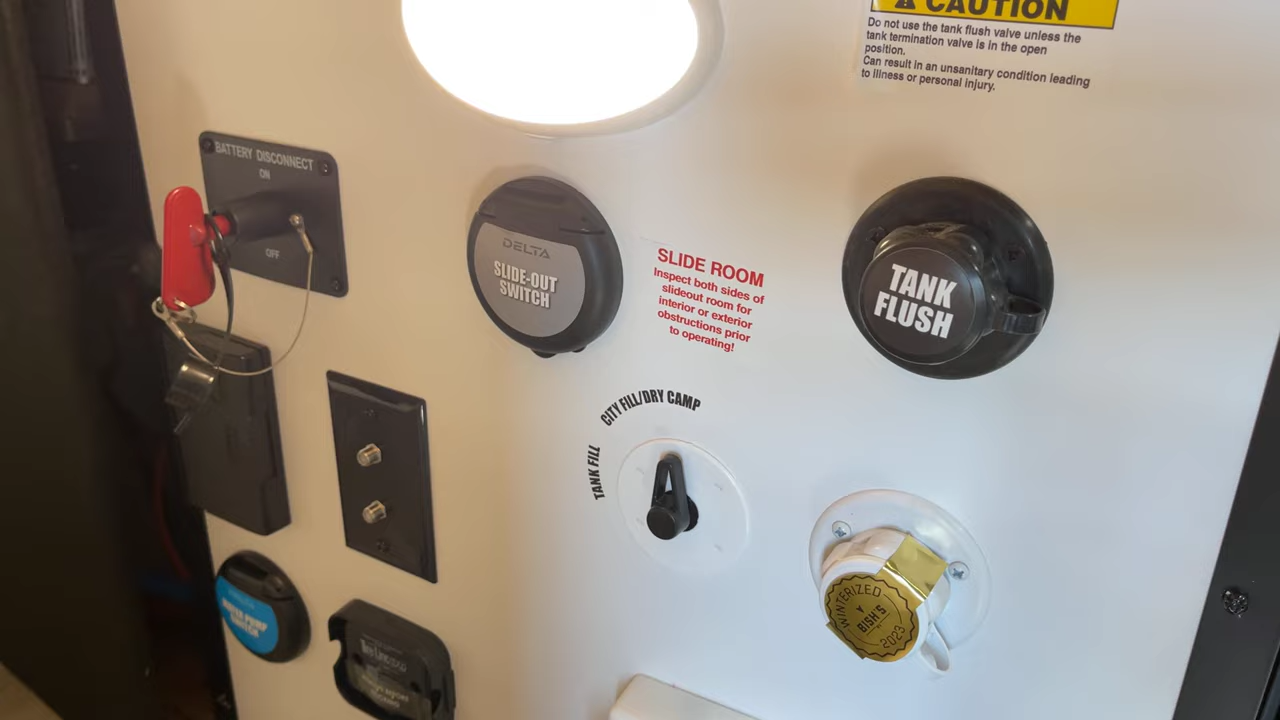 CAUTION
Do not use the tank flush valve unless the
tank termination valve is in the open
position.
Can result in an unsanitary condition leading
to illness or personal injury.
BATTERY DISCONNECT
ON
OFF
DELTA
SLIDE-OUT
SWITCH
SLIDE ROOM
Inspect both sides of
slideout room for
interior or exterior
obstructions prior
to operating!
TANK
FLUSH
CITY FILL/DRY CAMP
TANK FILL
WATER PUMP
SWITCH
WINTERIZED
BISH'S
2023